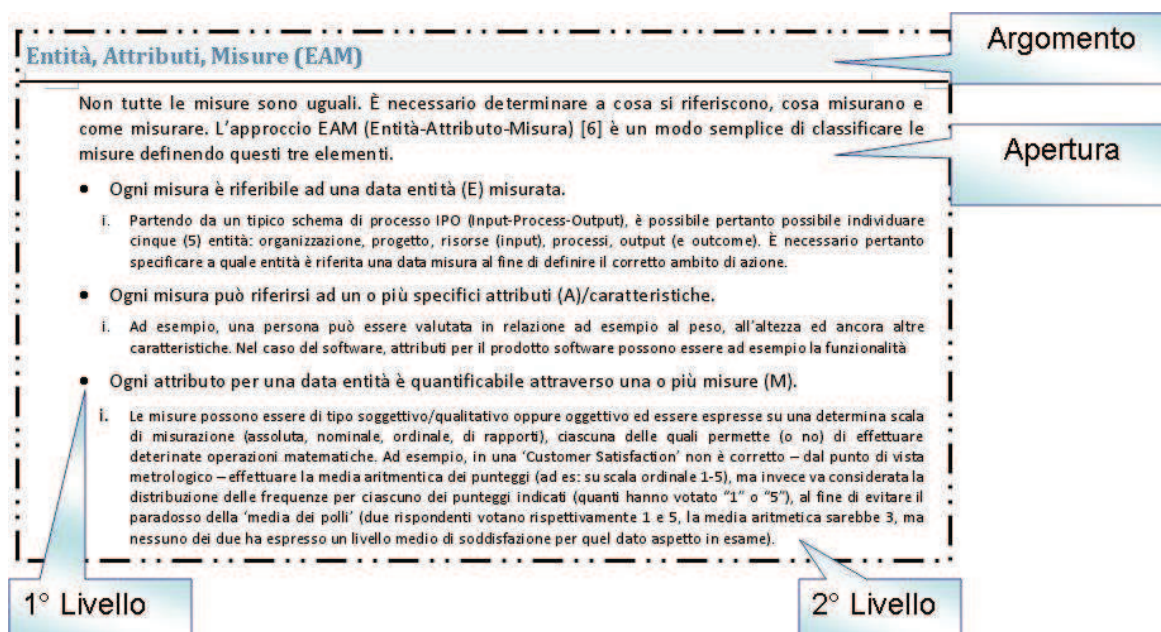 Argomento
Entità, Attributi, Misure (EAM)
Non tutte le misure sono uguali. È necessario determinare a cosa si riferiscono, cosa misurano e
come misurare. L'approccio EAM (Entità-Attributo-Misura) [6] è un modo semplice di classificare le
misure definendo questi tre elementi.
Apertura
• Ogni misura è riferibile ad una data entità (E) misurata.
i. Partendo da un tipico schema di processo IPO (Input-Process-Output), è possibile pertanto possibile individuare
cinque (5) entità: organizzazione, progetto, risorse (input), processi, output (e outcome). È necessario pertanto
specificare a quale entità è riferita una data misura al fine di definire il corretto ambito di azione.
• Ogni misura può riferirsi ad un o più specifici attributi (A)/caratteristiche.
i. Ad esempio, una persona può essere valutata in relazione ad esempio al peso, all'altezza ed ancora altre
caratteristiche. Nel caso del software, attributi per il prodotto software possono essere ad esempio la funzionalità
• Ogni attributo per una data entità è quantificabile attraverso una o più misure (M).
i. Le misure possono essere di tipo soggettivo/qualitativo oppure oggettivo ed essere espresse su una determina scala
di misurazione (assoluta, nominale, ordinale, di rapporti), ciascuna delle quali permette (o no) di effettuare
deterinate operazioni matematiche. Ad esempio, in una 'Customer Satisfaction' non è corretto – dal punto di vista
metrologico – effettuare la media aritmentica dei punteggi (ad es: su scala ordinale 1-5), ma invece va considerata la
distribuzione delle frequenze per ciascuno dei punteggi indicati (quanti hanno votato "1" o "5"), al fine di evitare il
paradosso della 'media dei polli' (due rispondenti votano rispettivamente 1 e 5, la media aritmetica sarebbe 3, ma
nessuno dei due ha espresso un livello medio di soddisfazione per quel dato aspetto in esame).
1° Livello
2° Livello